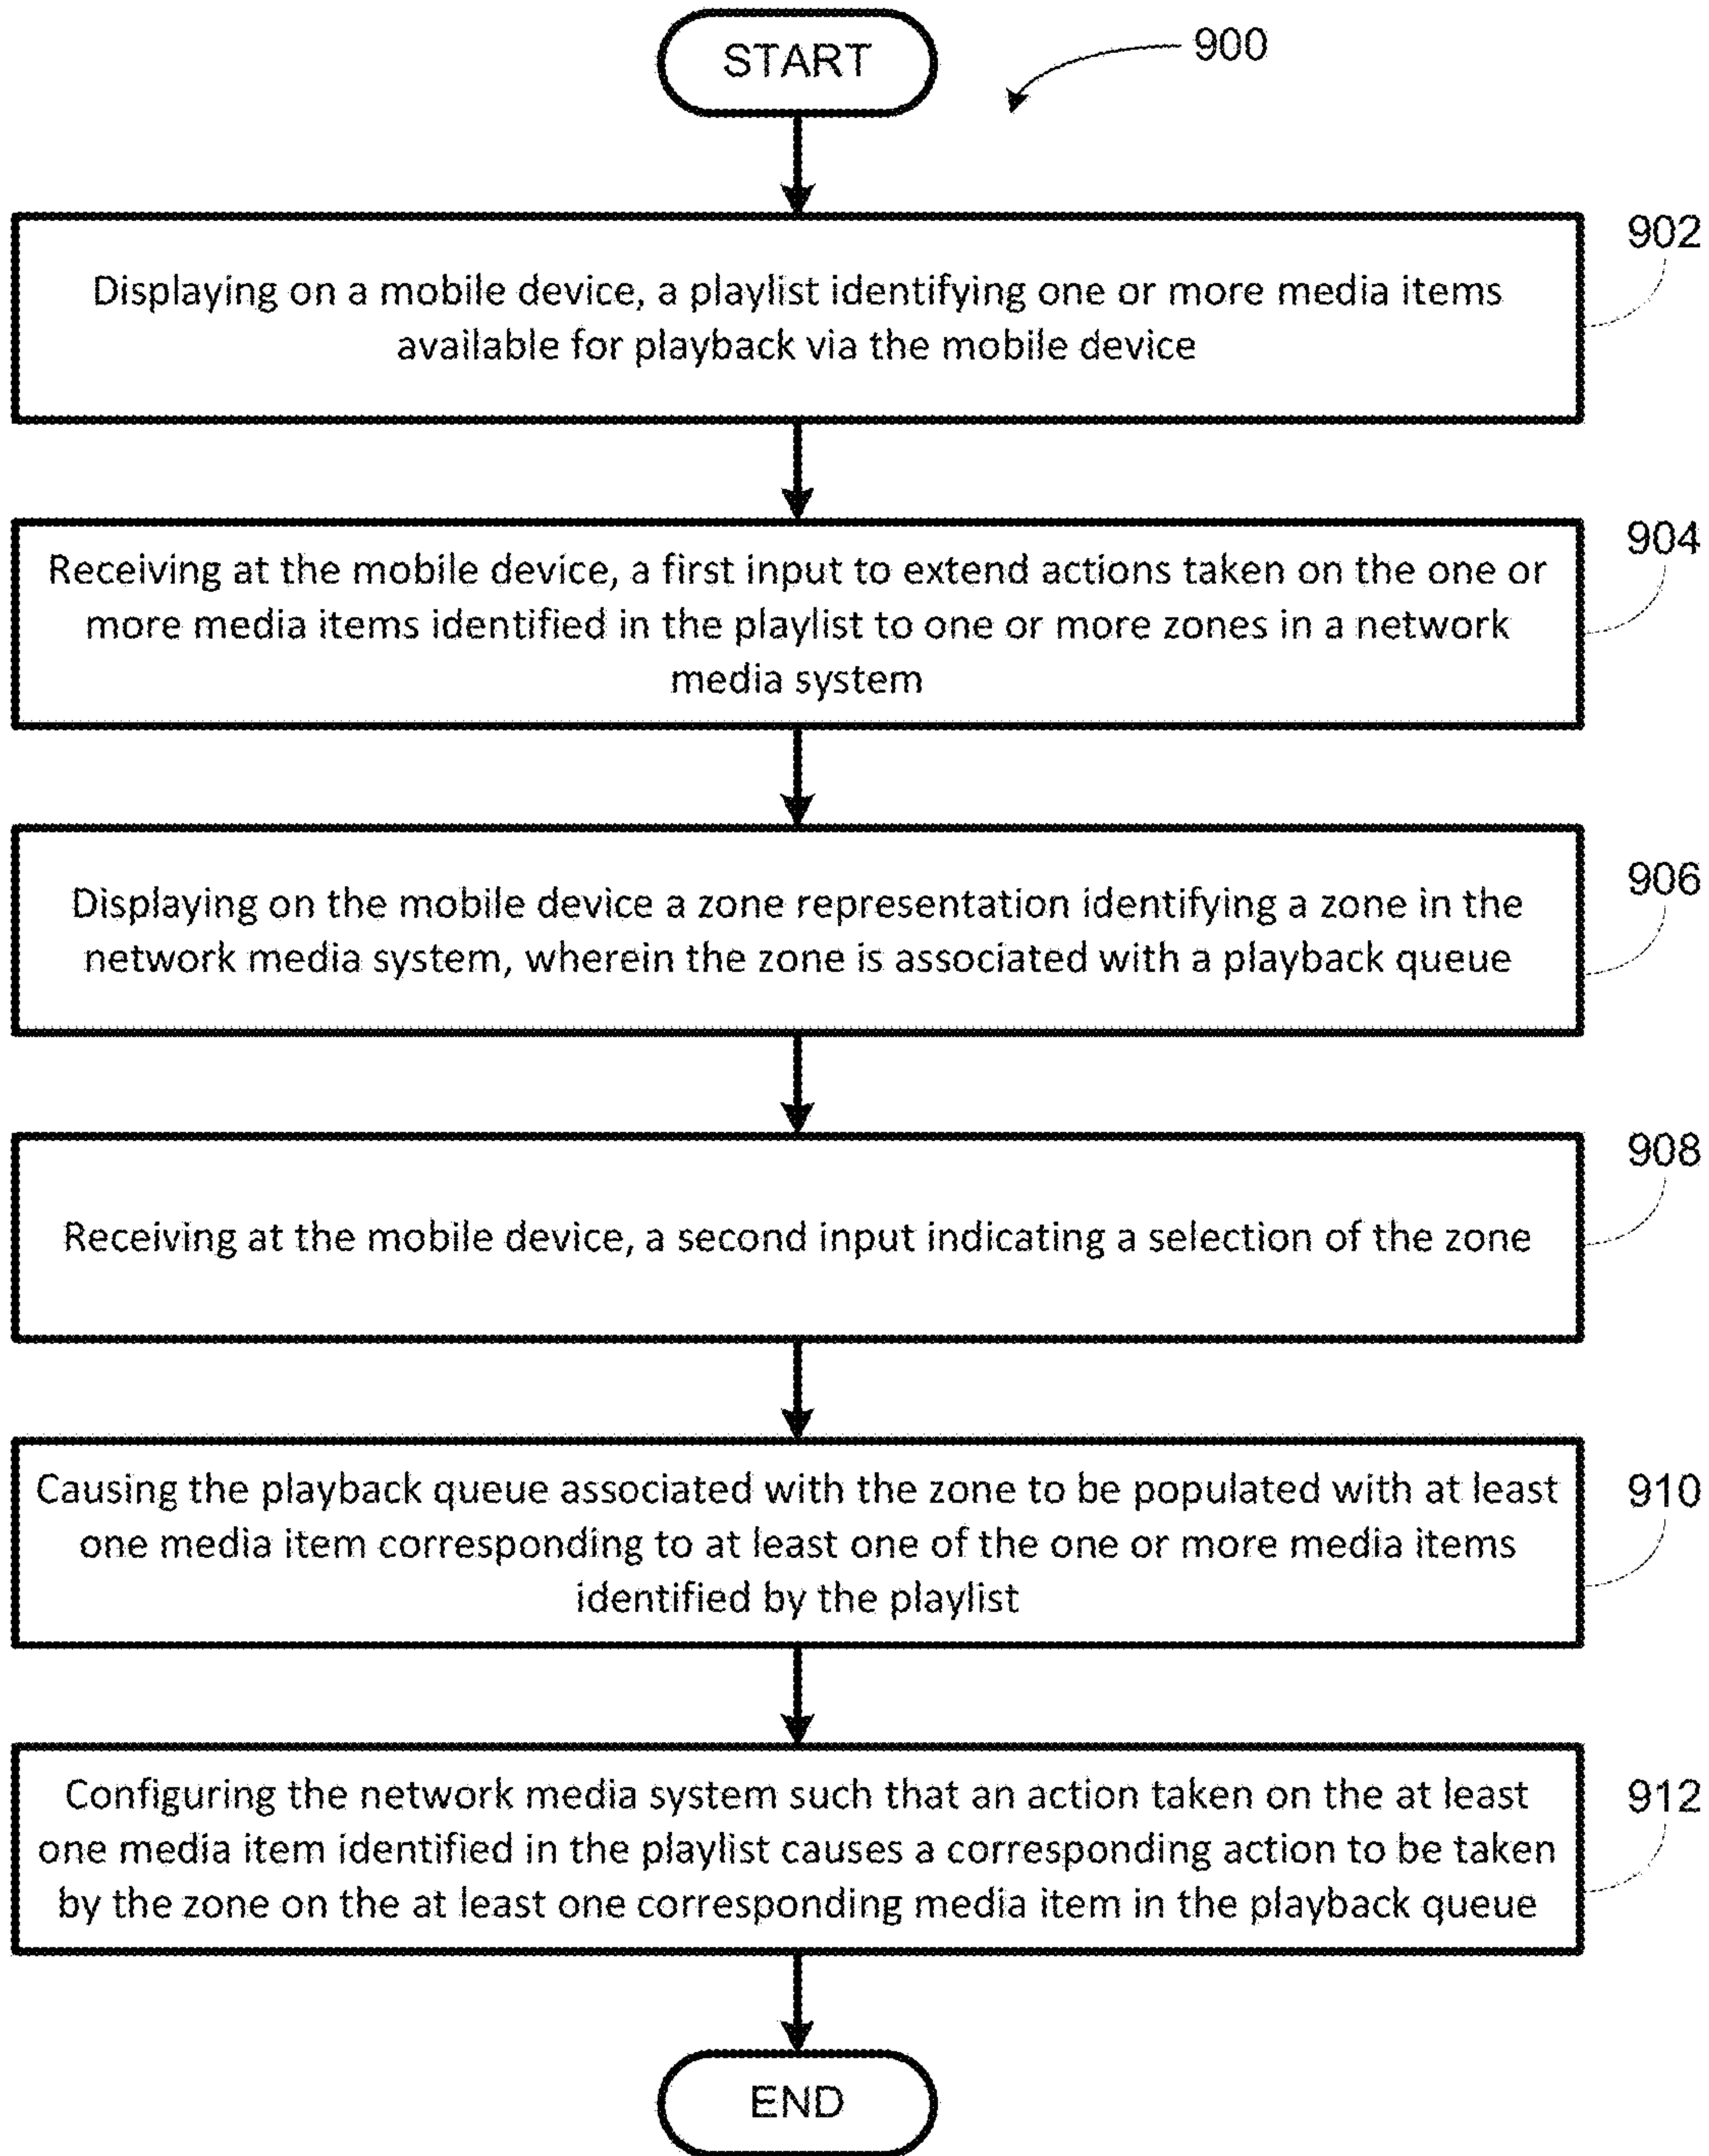 START
900
902
Displaying on a mobile device, a playlist identifying one or more media items
available for playback via the mobile device
904
Receiving at the mobile device, a first input to extend actions taken on the one or
more media items identified in the playlist to one or more zones in a network
media system
906
Displaying on the mobile device a zone representation identifying a zone in the
network media system, wherein the zone is associated with a playback queue
908
Receiving at the mobile device, a second input indicating a selection of the zone
910
Causing the playback queue associated with the zone to be populated with at least
one media item corresponding to at least one of the one or more media items
identified by the playlist
912
Configuring the network media system such that an action taken on the at least
one media item identified in the playlist causes a corresponding action to be taken
by the zone on the at least one corresponding media item in the playback queue
END